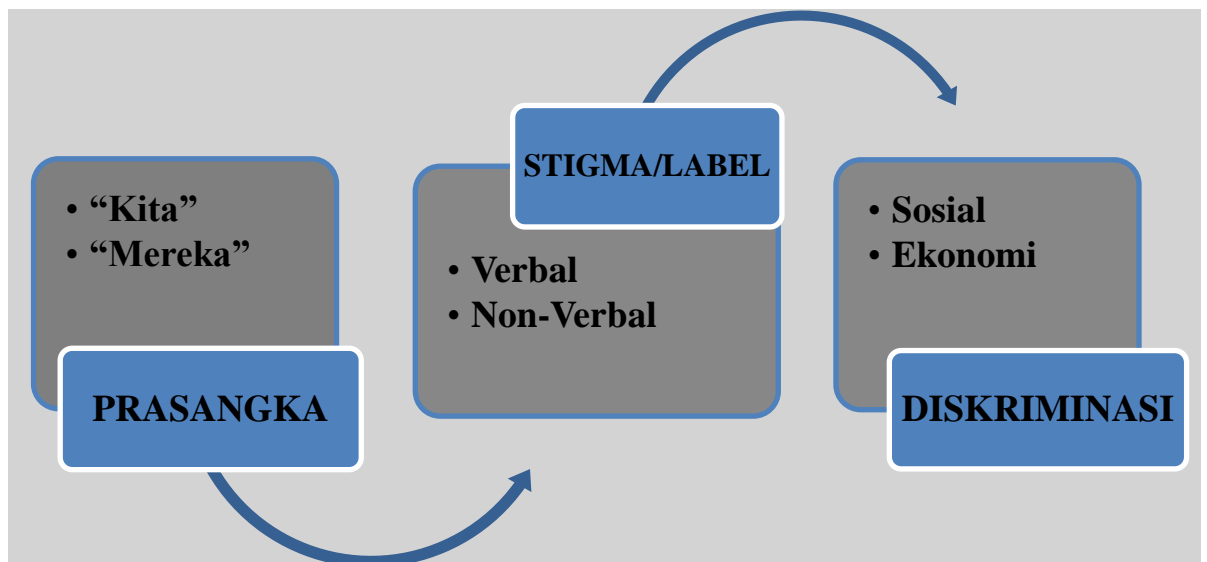 • “Kita”
• “Mereka”
PRASANGKA
STIGMA/LABEL
• Verbal
• Non-Verbal
• Sosial
• Ekonomi
DISKRIMINASI